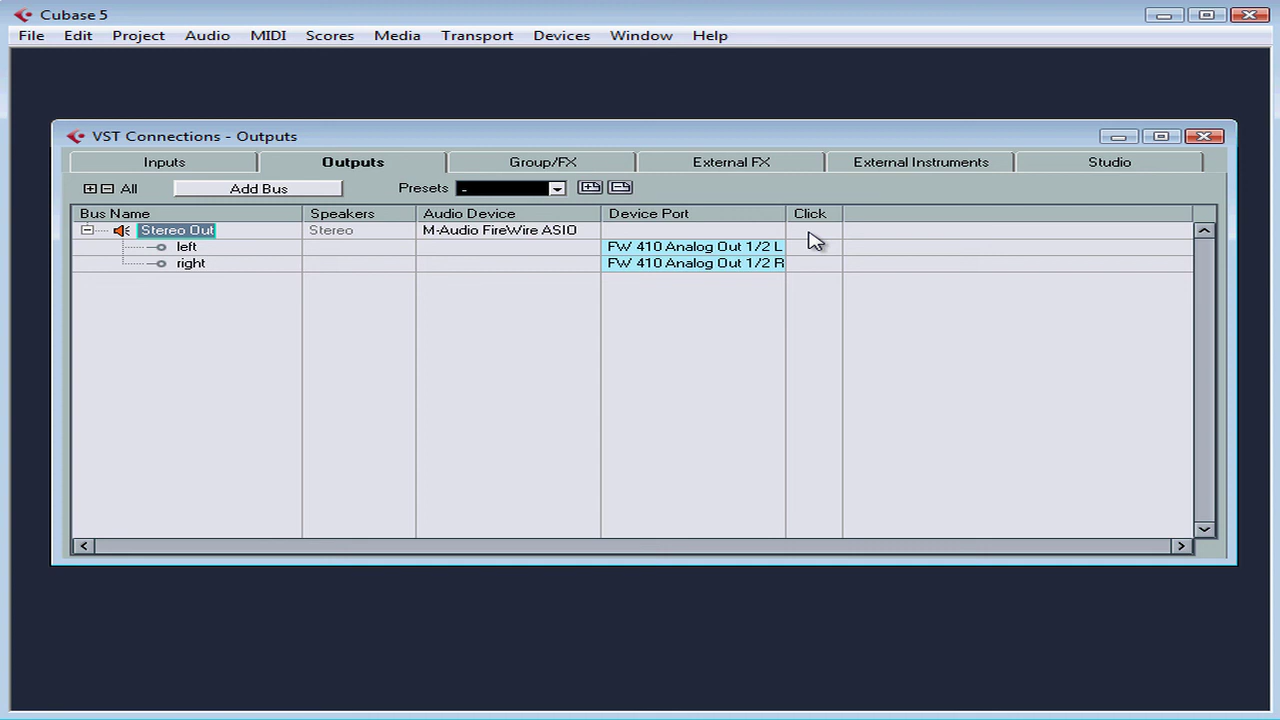 Cubase 5
File Edit Project Audio MIDI Scores Media Transport Devices Window Help
VST Connections - Outputs
Inputs Outputs Group/FX External FX External Instruments Studio
All Add Bus Presets -
Bus Name Speakers Audio Device Device Port Click
Stereo Out Stereo M-Audio FireWire ASIO
left FW 410 Analog Out 1/2 L
right FW 410 Analog Out 1/2 R